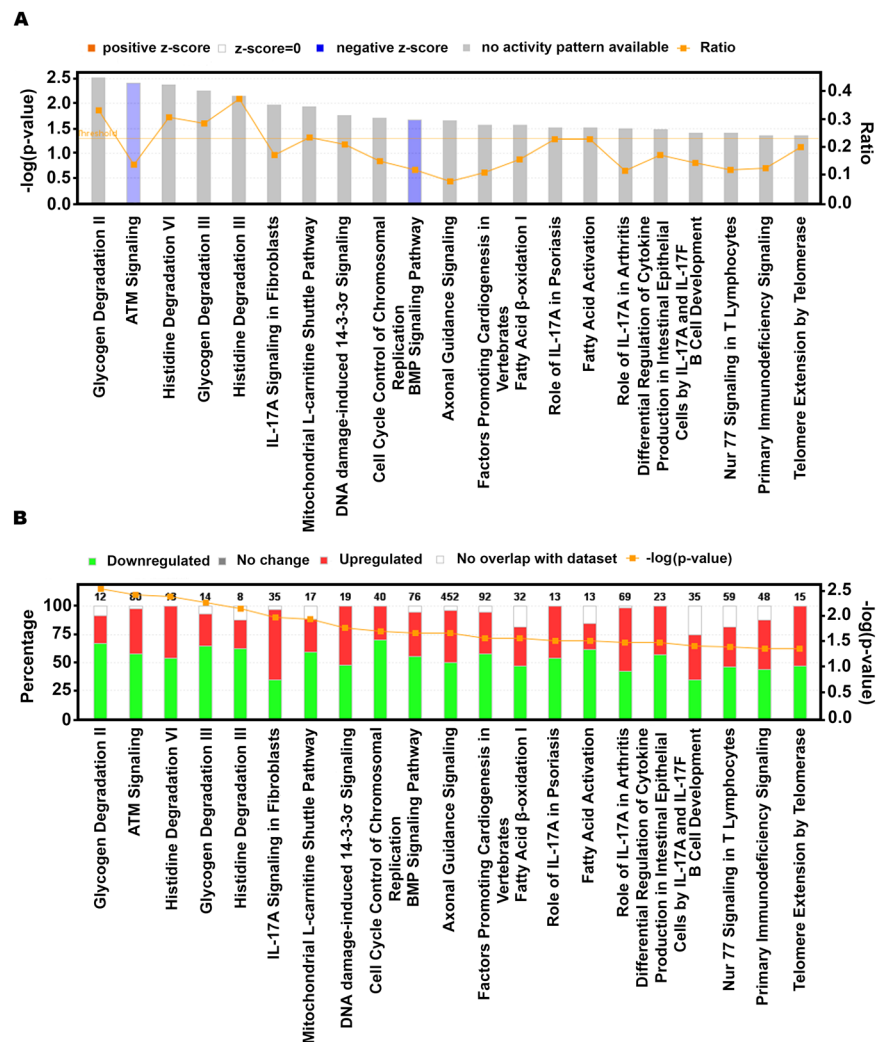 A
positive z-score z-score=0 negative z-score no activity pattern available Ratio
2.5
2.0
1.5
1.0
0.5
0.0
-log(p-value)
Threshold
0.4
0.3
0.2
0.1
0.0
Ratio
Glycogen Degradation II
ATM Signaling
Histidine Degradation VI
Glycogen Degradation III
Histidine Degradation III
IL-17A Signaling in Fibroblasts
Mitochondrial L-carnitine Shuttle Pathway
DNA damage-induced 14-3-3σ Signaling
Cell Cycle Control of Chromosomal
Replication
BMP Signaling Pathway
Axonal Guidance Signaling
Factors Promoting Cardiogenesis in
Vertebrates
Fatty Acid β-oxidation I
Role of IL-17A in Psoriasis
Fatty Acid Activation
Role of IL-17A in Arthritis
Differential Regulation of Cytokine
Production in Intestinal Epithelial
Cells by IL-17A and IL-17F
B Cell Development
Nur 77 Signaling in T Lymphocytes
Primary Immunodeficiency Signaling
Telomere Extension by Telomerase
B
Downregulated No change Upregulated No overlap with dataset -log(p-value)
12 14 8 35 17 19 40 76 452 92 32 13 13 69 23 35 59 48 15
100
75
50
25
0
Percentage
2.5
2.0
1.5
1.0
0.5
0.0
-log(p-value)
Glycogen Degradation II
ATM Signaling
Histidine Degradation VI
Glycogen Degradation III
Histidine Degradation III
IL-17A Signaling in Fibroblasts
Mitochondrial L-carnitine Shuttle Pathway
DNA damage-induced 14-3-3σ Signaling
Cell Cycle Control of Chromosomal
Replication
BMP Signaling Pathway
Axonal Guidance Signaling
Factors Promoting Cardiogenesis in
Vertebrates
Fatty Acid β-oxidation I
Role of IL-17A in Psoriasis
Fatty Acid Activation
Role of IL-17A in Arthritis
Differential Regulation of Cytokine
Production in Intestinal Epithelial
Cells by IL-17A and IL-17F
B Cell Development
Nur 77 Signaling in T Lymphocytes
Primary Immunodeficiency Signaling
Telomere Extension by Telomerase